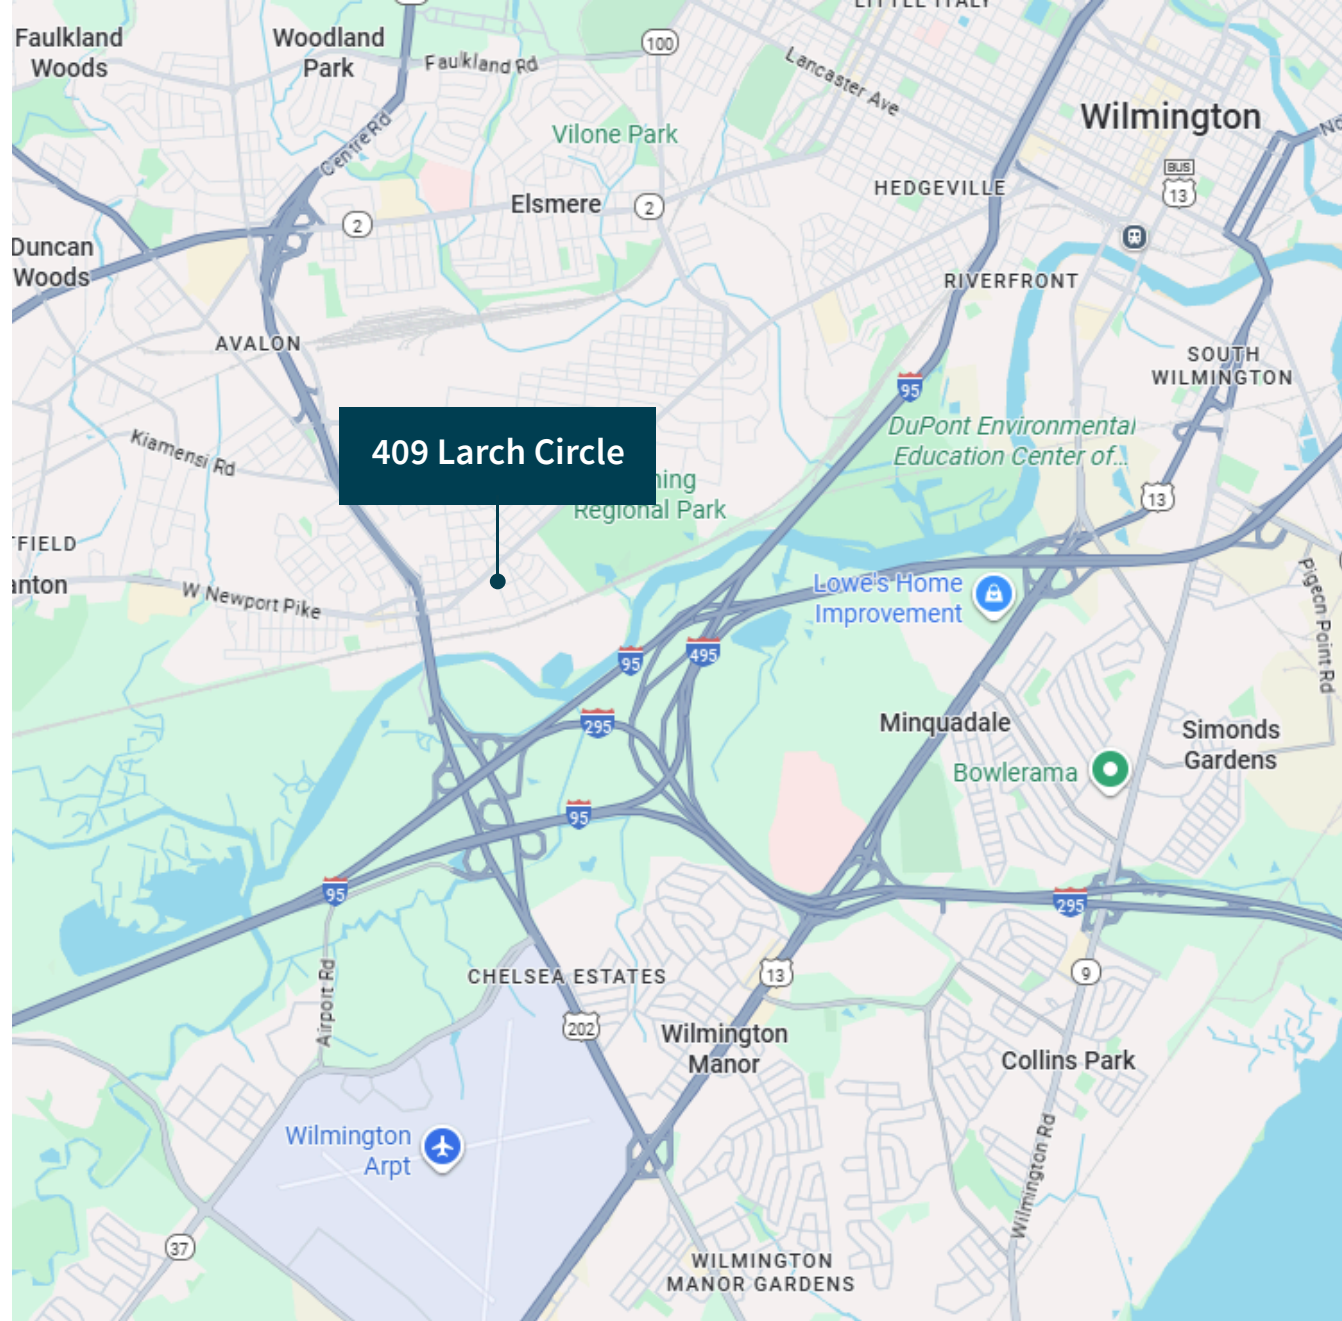 LITTLE ITALY
Faulkland
Woods
Woodland
Park
Faulkland Rd
100
Lancaster Ave
Wilmington
Centre Rd
Vilone Park
BUS
13
HEDGEVILLE
Elsmere
2
2
Duncan
Woods
RIVERFRONT
AVALON
SOUTH
WILMINGTON
95
409 Larch Circle
DuPont Environmental
Education Center of...
Kiamensi Rd
Regional Park
13
anton
W Newport Pike
Lowe's Home
Improvement
Pigeon Point Rd
95
495
295
Minquadale
Simonds
Gardens
Bowlerama
95
95
295
CHELSEA ESTATES
13
9
Airport Rd
202
Wilmington
Manor
Collins Park
Wilmington
Arpt
Wilmington Rd
37
WILMINGTON
MANOR GARDENS